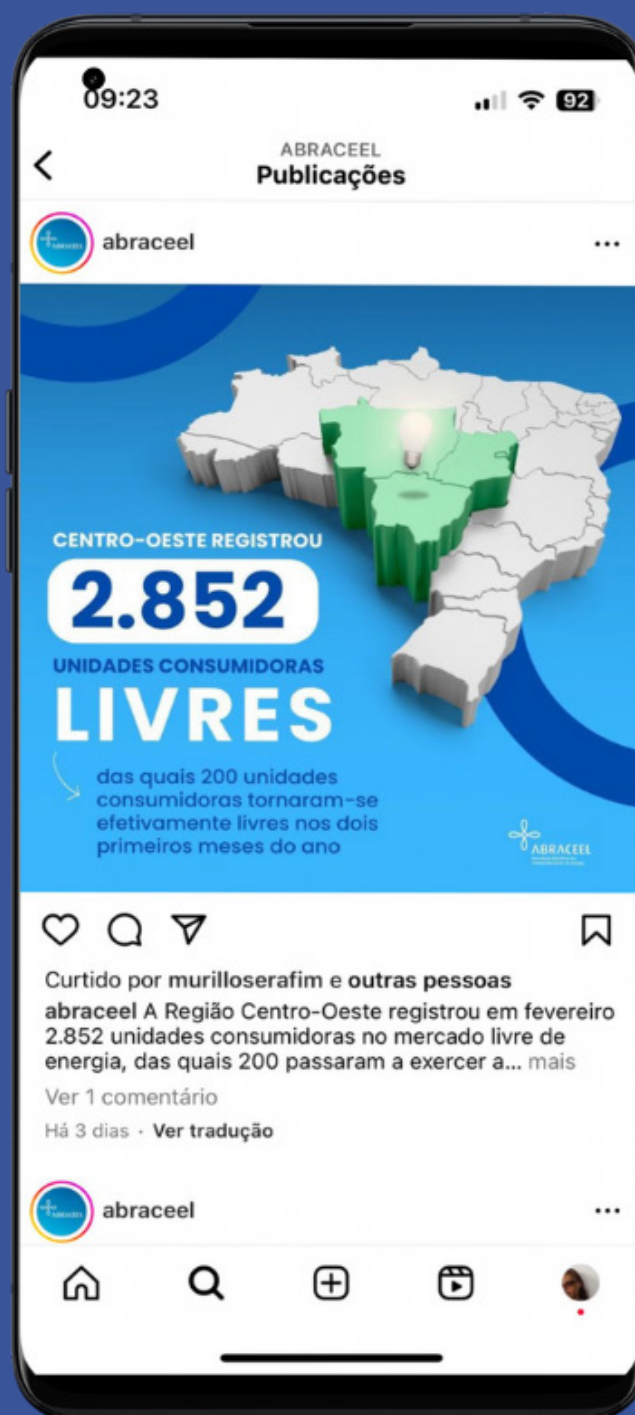 09:23
92
ABRACEEL
Publicações
abraceel
CENTRO-OESTE REGISTROU
2.852
UNIDADES CONSUMIDORAS
LIVRES
das quais 200 unidades
consumidoras tornaram-se
efetivamente livres nos dois
primeiros meses do ano
ABRACEEL
Curtido por murilloserafim e outras pessoas
abraceel A Região Centro-Oeste registrou em fevereiro
2.852 unidades consumidoras no mercado livre de
energia, das quais 200 passaram a exercer a... mais
Ver 1 comentário
Há 3 dias · Ver tradução
abraceel